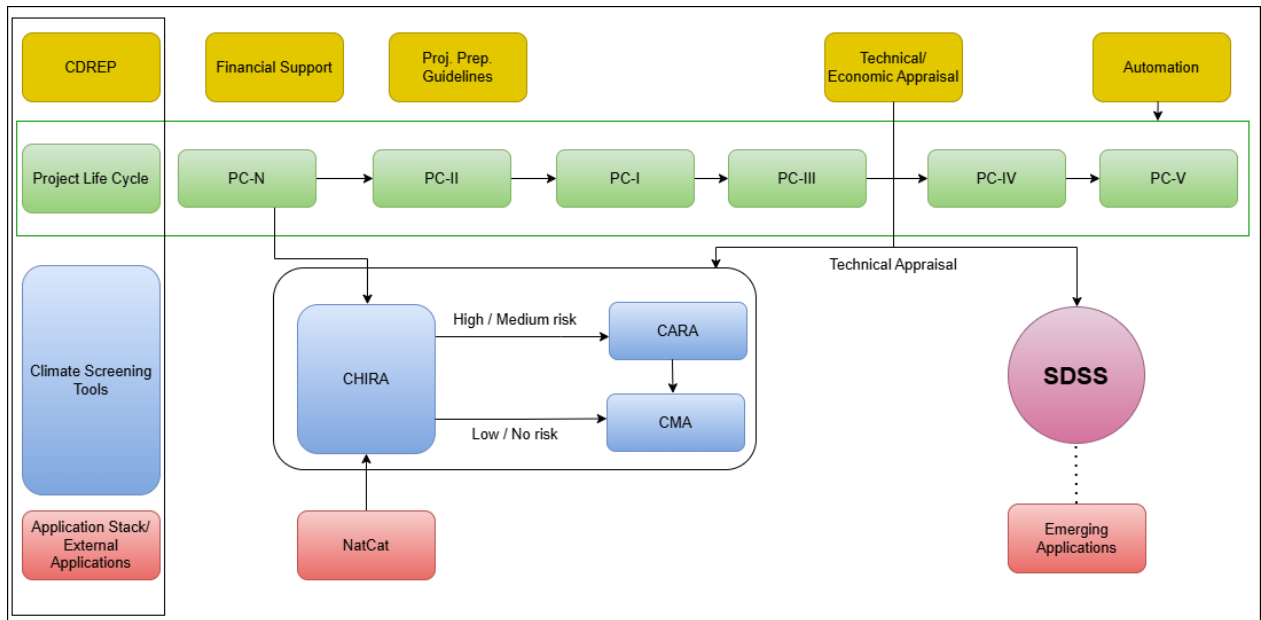 CDREP
Financial Support
Proj. Prep.
Guidelines
Technical/
Economic Appraisal
Automation
Project Life Cycle
PC-N
PC-II
PC-I
PC-III
PC-IV
PC-V
Technical Appraisal
Climate Screening
Tools
CHIRA
High / Medium risk
CARA
Low / No risk
CMA
SDSS
Application Stack/
External
Applications
NatCat
Emerging
Applications